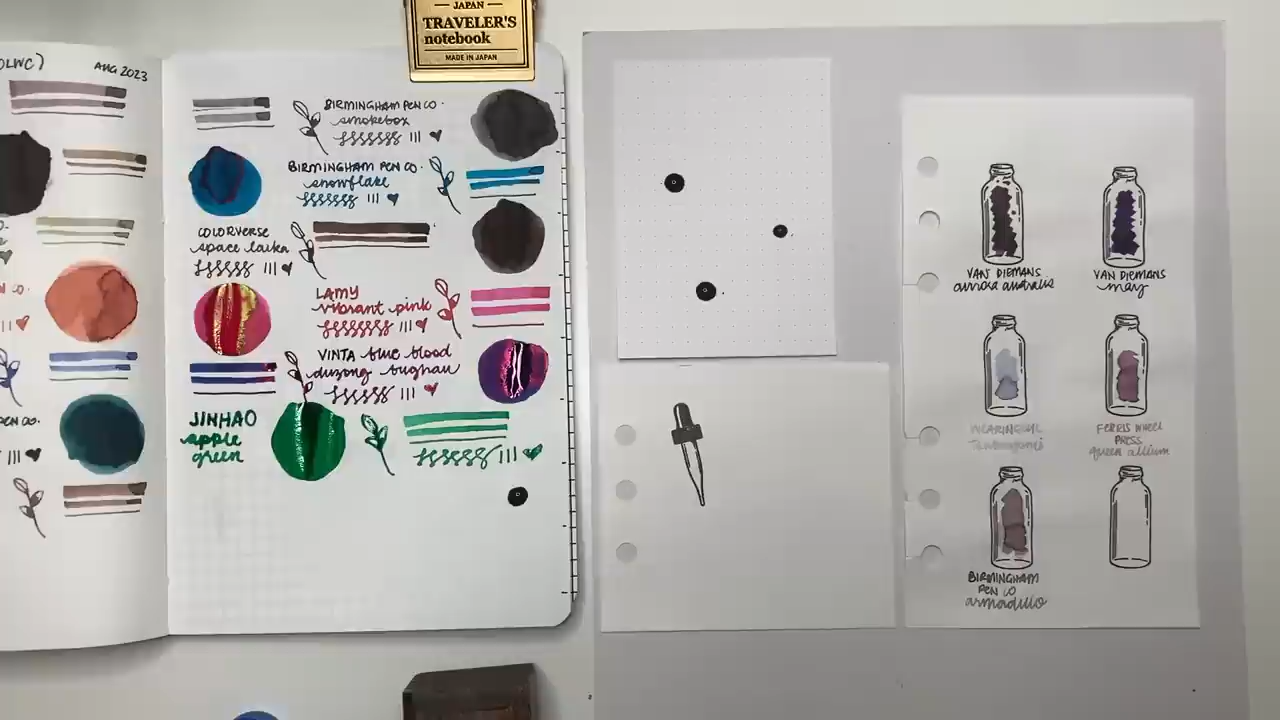 JAPAN
TRAVELER'S
notebook
MADE IN JAPAN
AUG 2023
BIRMINGHAM PEN CO.
smokebox
BIRMINGHAM PEN CO.
snowflake
COLORVERSE
space laika
LAMY
vibrant pink
VINTA blue blood
dugong bughaw
JINHAO
apple
green
VAN DIEMANS
VAN DIEMANS
may
WEARINGEUL
FERRIS WHEEL
PRESS
queen allium
BIRMINGHAM
PEN CO
armadillo